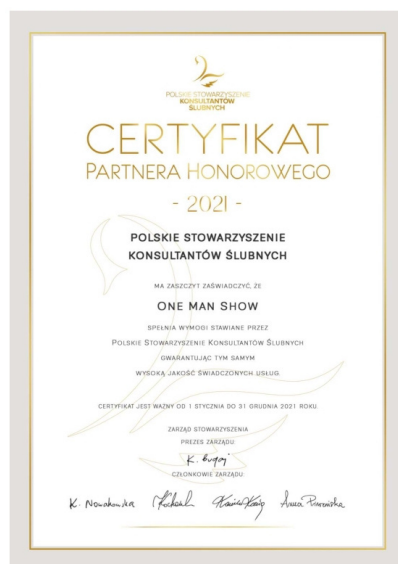 POLSKIE STOWARZYSZENIE
KONSULTANTÓW
ŚLUBNYCH
CERTYFIKAT
PARTNERA HONOROWEGO
- 2021 -
POLSKIE STOWARZYSZENIE
KONSULTANTÓW ŚLUBNYCH
MA ZASZCZYT ZAŚWIADCZYĆ, ŻE
ONE MAN SHOW
SPEŁNIA WYMOGI STAWIANE PRZEZ
POLSKIE STOWARZYSZENIE KONSULTANTÓW ŚLUBNYCH
GWARANTUJĄC TYM SAMYM
WYSOKĄ JAKOŚĆ ŚWIADCZONYCH USŁUG.
CERTYFIKAT JEST WAŻNY OD 1 STYCZNIA DO 31 GRUDNIA 2021 ROKU
ZARZĄD STOWARZYSZENIA
PREZES ZARZĄDU
K. Bugaj
CZŁONKOWIE ZARZĄDU
K. Nowakowska Anna